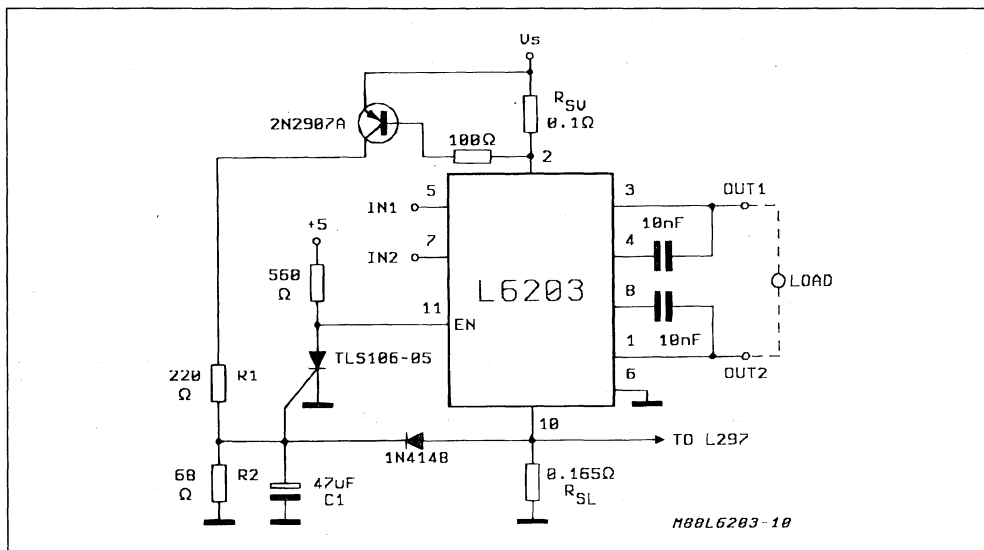 Vs
RSV
0.1Ω
2N2907A
100Ω
2
5
IN1
3
OUT1
10nF
+5
7
IN2
4
LOAD
560
Ω
L6203
8
11
EN
10nF
1
TLS106-05
6
OUT2
220
Ω
R1
10
TO L297
1N4148
68
Ω
R2
47uF
C1
0.165Ω
RSL
M88L6203-10